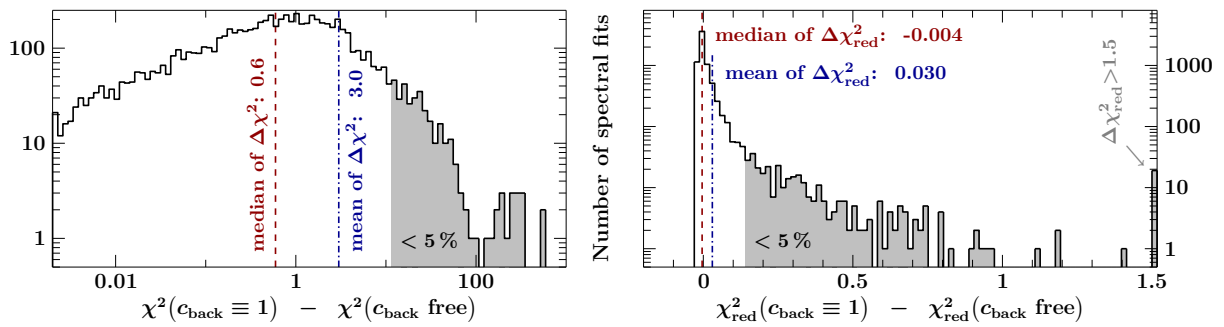 100
10
1
median of Δχ²: 0.6
mean of Δχ²: 3.0
< 5 %
0.01 1 100
χ²(c_back ≡ 1) − χ²(c_back free)
Number of spectral fits
median of Δχ²_red: -0.004
mean of Δχ²_red: 0.030
Δχ²_red>1.5
1000
100
10
1
< 5 %
0 0.5 1 1.5
χ²_red(c_back ≡ 1) − χ²_red(c_back free)